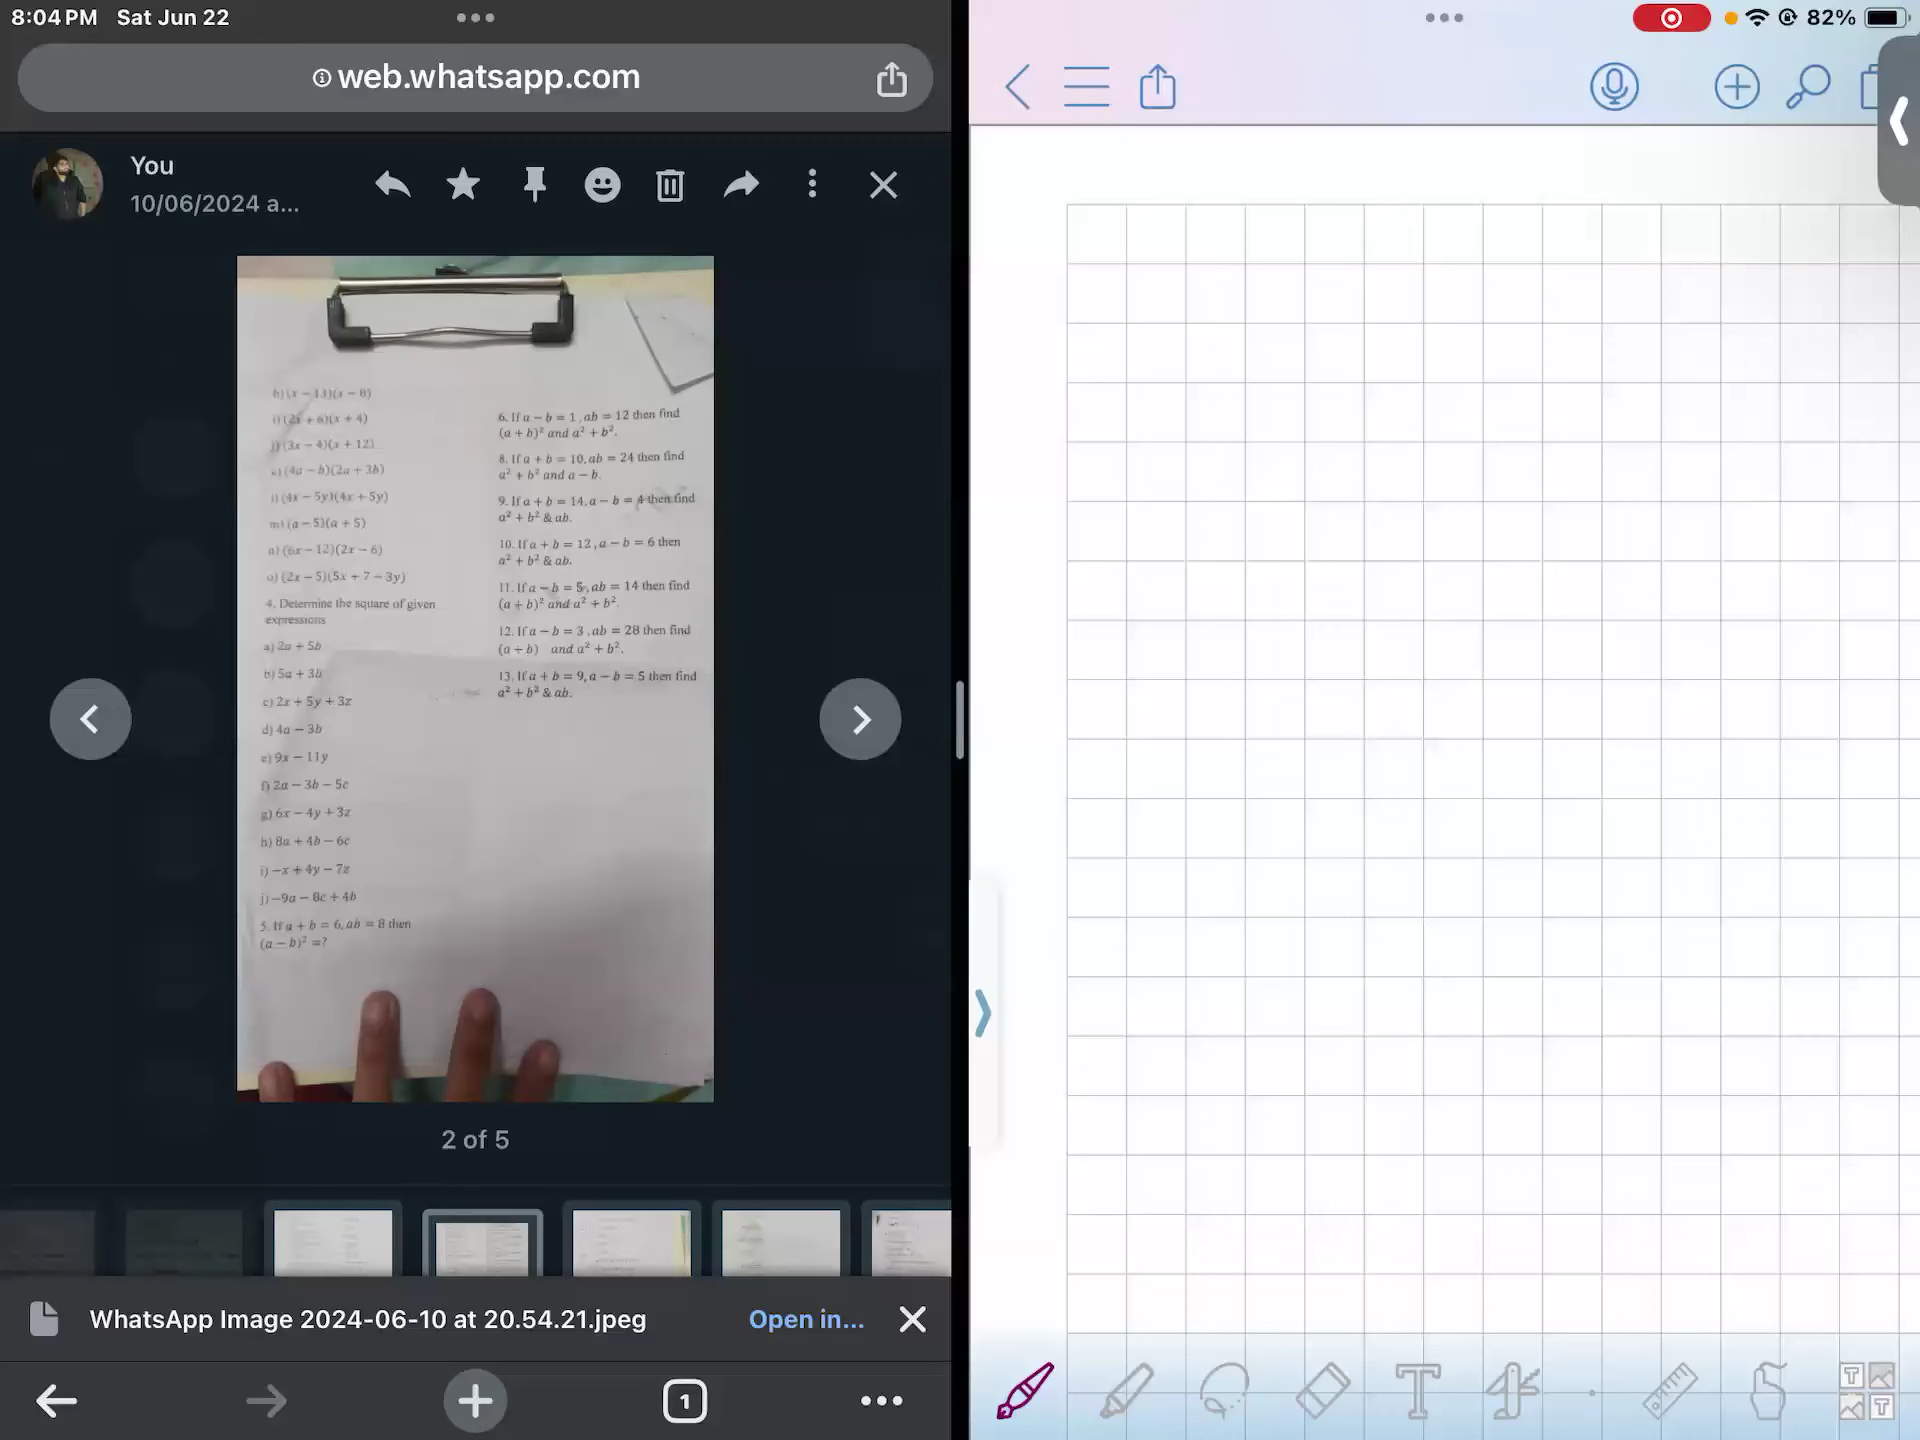 8:04 PM Sat Jun 22
82%
web.whatsapp.com
You
10/06/2024 a...
h) (x − 13)(x − 8)
i) (2x + 6)(x + 4)
j) (3x − 4)(x + 12)
k) (4a − b)(2a + 3b)
l) (4x − 5y)(4x + 5y)
m) (a − 5)(a + 5)
n) (6x − 12)(2x − 6)
o) (2x − 5)(5x + 7 − 3y)
4. Determine the square of given
expressions
a) 2a + 5b
b) 5a + 3b
c) 2x + 5y + 3z
d) 4a − 3b
e) 9x − 11y
f) 2a − 3b − 5c
g) 6x − 4y + 3z
h) 8a + 4b − 6c
i) −x + 4y − 7z
j) −9a − 8c + 4b
5. If a + b = 6, ab = 8 then
(a − b)² =?
6. If a − b = 1, ab = 12 then find
(a + b)² and a² + b².
8. If a + b = 10, ab = 24 then find
a² + b² and a − b.
9. If a + b = 14, a − b = 4 then find
a² + b² & ab.
10. If a + b = 12, a − b = 6 then
a² + b² & ab.
11. If a − b = 5, ab = 14 then find
(a + b)² and a² + b².
12. If a − b = 3, ab = 28 then find
(a + b) and a² + b².
13. If a + b = 9, a − b = 5 then find
a² + b² & ab.
2 of 5
WhatsApp Image 2024-06-10 at 20.54.21.jpeg
Open in...
1